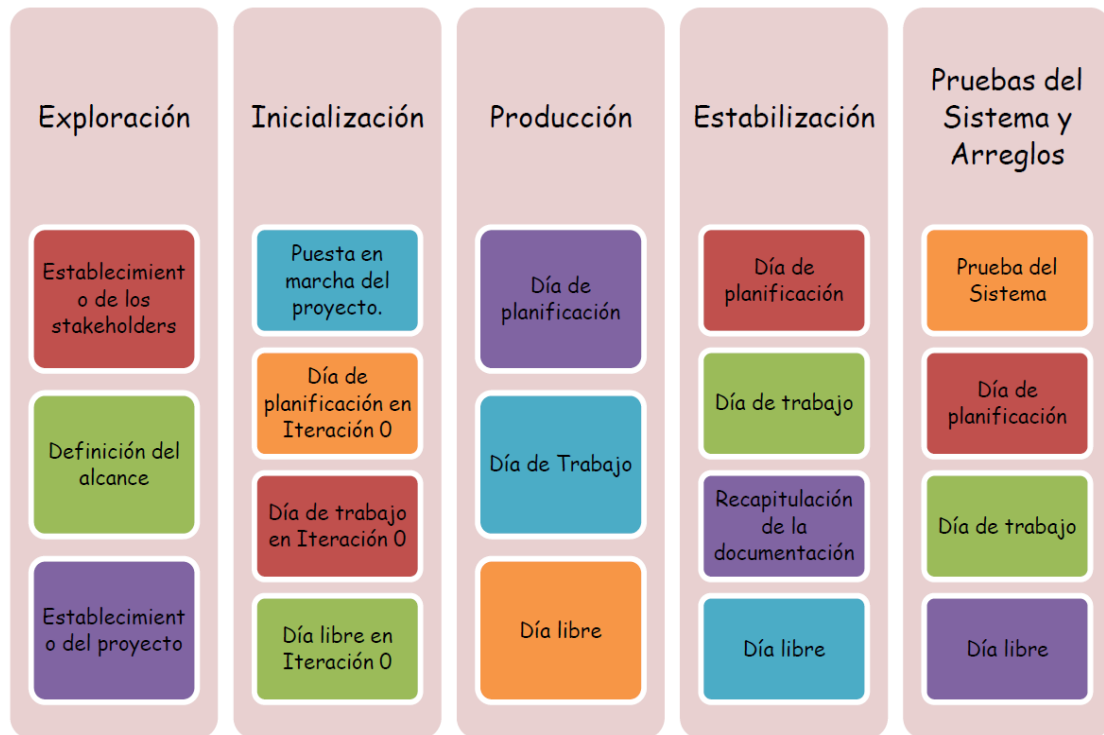 Exploración
Establecimient
o de los
stakeholders
Definición del
alcance
Establecimient
o del proyecto
Inicialización
Puesta en
marcha del
proyecto.
Día de
planificación en
Iteración 0
Día de trabajo
en Iteración 0
Día libre en
Iteración 0
Producción
Día de
planificación
Día de Trabajo
Día libre
Estabilización
Día de
planificación
Día de trabajo
Recapitulación
de la
documentación
Día libre
Pruebas del
Sistema y
Arreglos
Prueba del
Sistema
Día de
planificación
Día de trabajo
Día libre